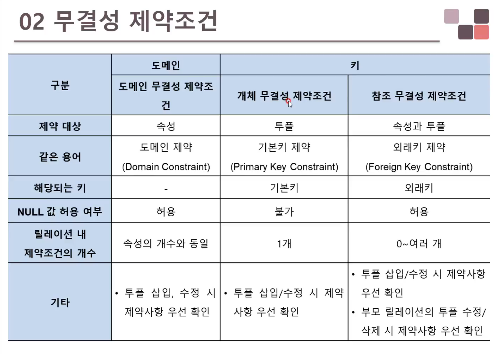 02 무결성 제약조건
구분
도메인
키
도메인 무결성 제약조
건
개체 무결성 제약조건
참조 무결성 제약조건
제약 대상
속성
투플
속성과 투플
같은 용어
도메인 제약
(Domain Constraint)
기본키 제약
(Primary Key Constraint)
외래키 제약
(Foreign Key Constraint)
해당되는 키
-
기본키
외래키
NULL 값 허용 여부
허용
불가
허용
릴레이션 내
제약조건의 개수
속성의 개수와 동일
1개
0~여러 개
기타
• 투플 삽입, 수정 시
제약사항 우선 확인
• 투플 삽입/수정 시 제약
사항 우선 확인
• 투플 삽입/수정 시 제약사항
우선 확인
• 부모 릴레이션의 투플 수정/
삭제 시 제약사항 우선 확인